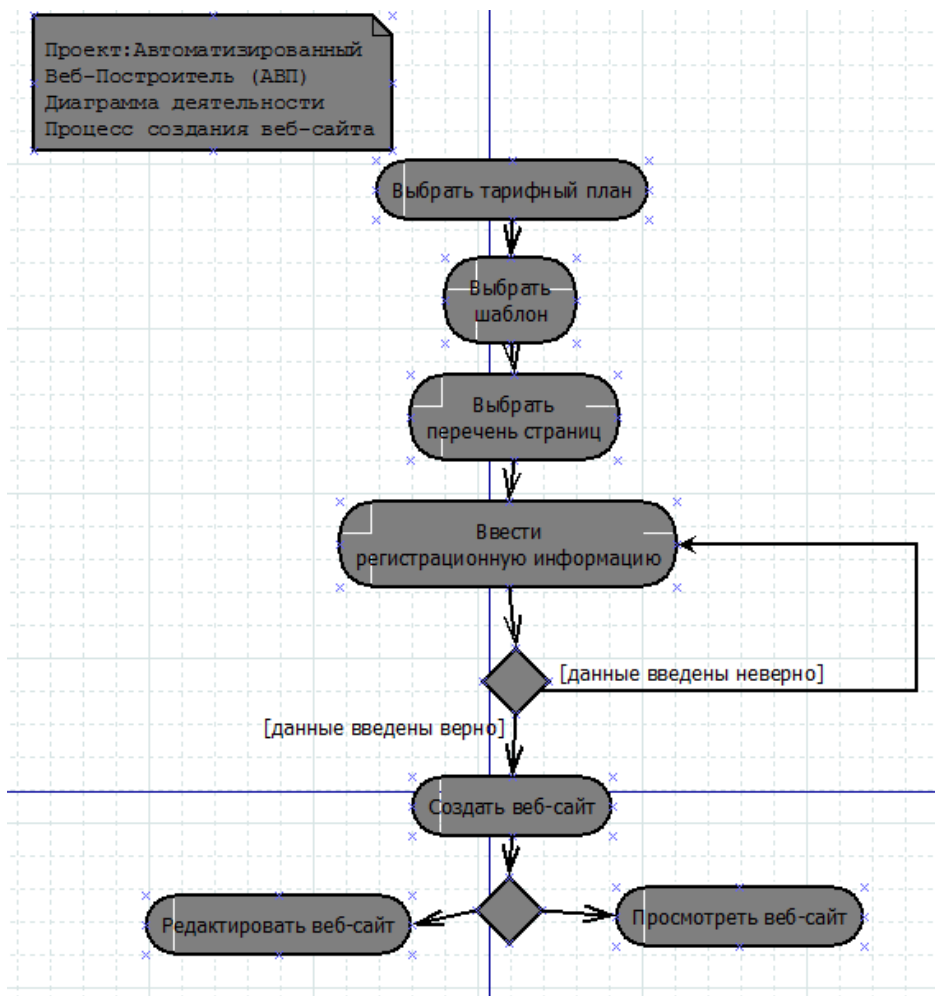 Проект:Автоматизированный
Веб-Построитель (АВП)
Диаграмма деятельности
Процесс создания веб-сайта
Выбрать тарифный план
Выбрать
шаблон
Выбрать
перечень страниц
Ввести
регистрационную информацию
[данные введены неверно]
[данные введены верно]
Создать веб-сайт
Редактировать веб-сайт
Просмотреть веб-сайт